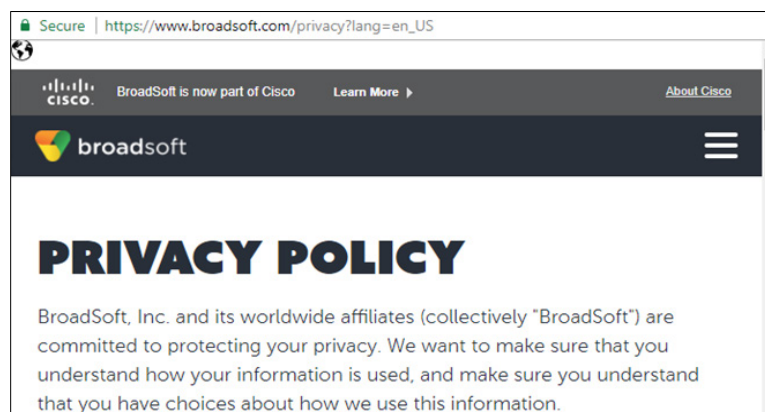 Secure | https://www.broadsoft.com/privacy?lang=en_US
CISCO. BroadSoft is now part of Cisco Learn More About Cisco
broadsoft
PRIVACY POLICY
BroadSoft, Inc. and its worldwide affiliates (collectively "BroadSoft") are
committed to protecting your privacy. We want to make sure that you
understand how your information is used, and make sure you understand
that you have choices about how we use this information.